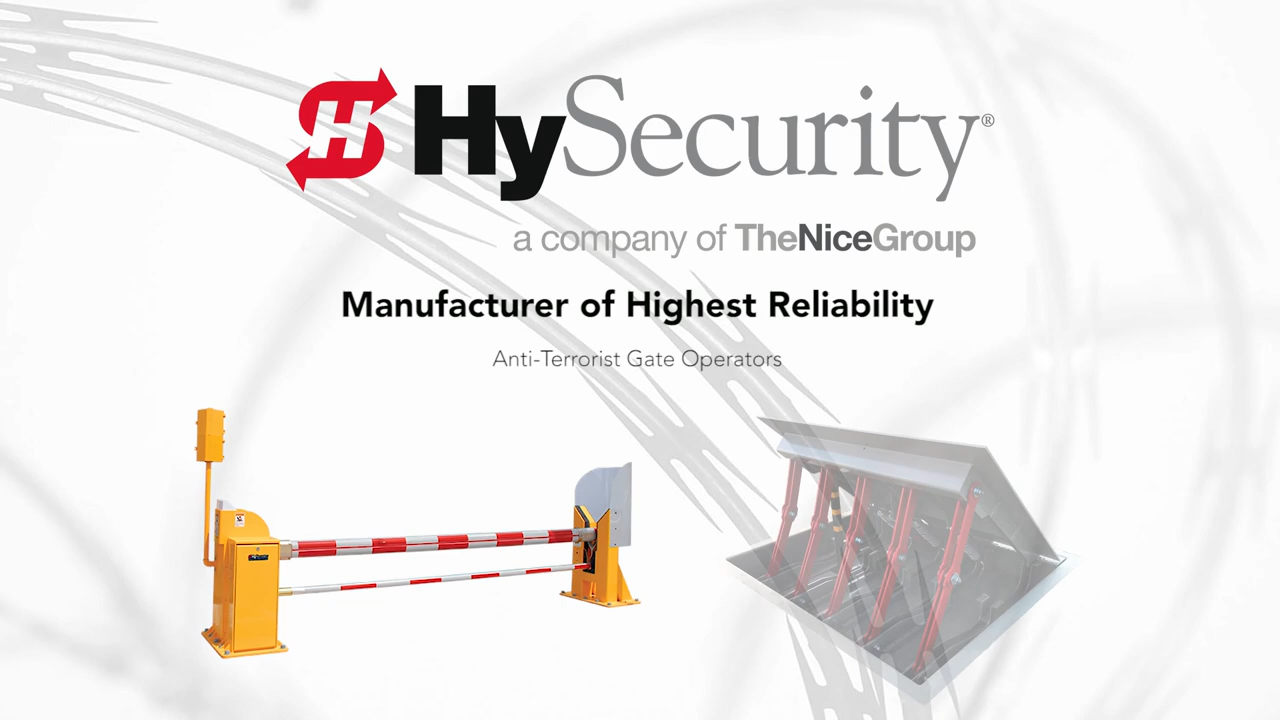 HySecurity®
a company of TheNiceGroup
Manufacturer of Highest Reliability
Anti-Terrorist Gate Operators